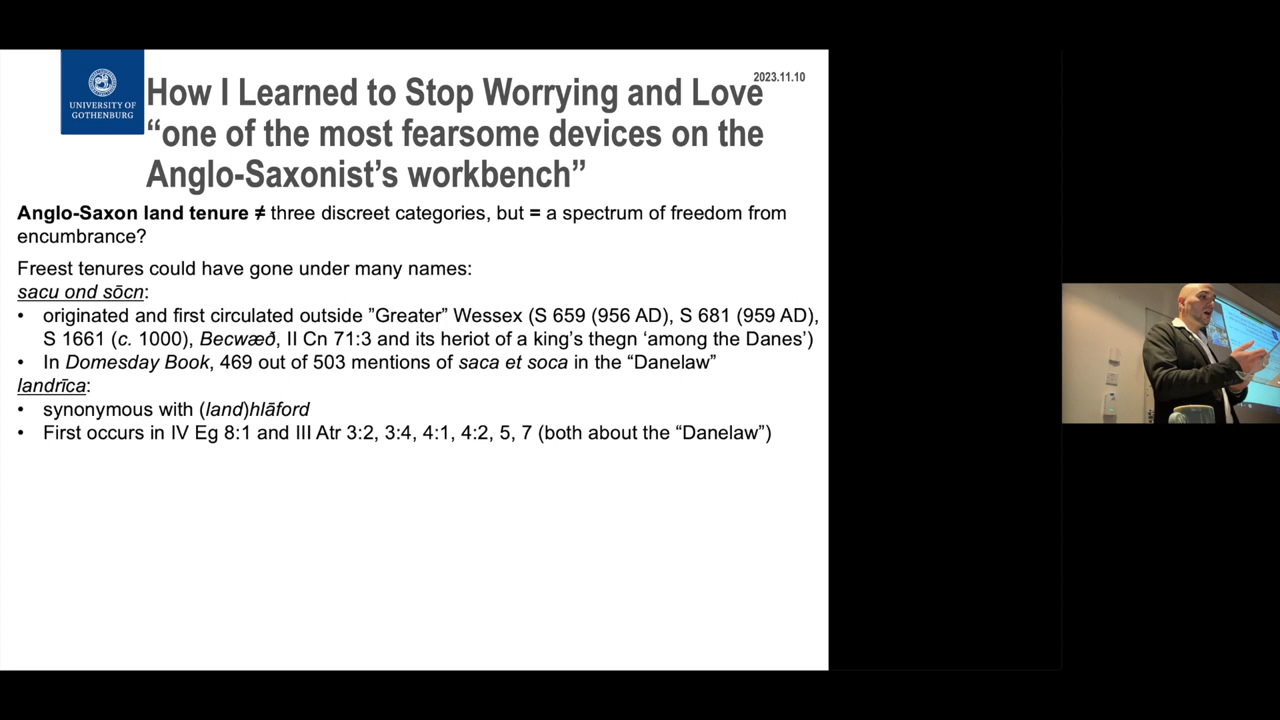 2023.11.10
UNIVERSITY OF
GOTHENBURG
How I Learned to Stop Worrying and Love
“one of the most fearsome devices on the
Anglo-Saxonist’s workbench”
Anglo-Saxon land tenure ≠ three discreet categories, but = a spectrum of freedom from
encumbrance?
Freest tenures could have gone under many names:
sacu ond sōcn:
• originated and first circulated outside ”Greater” Wessex (S 659 (956 AD), S 681 (959 AD),
S 1661 (c. 1000), Becwæð, II Cn 71:3 and its heriot of a king’s thegn ‘among the Danes’)
• In Domesday Book, 469 out of 503 mentions of saca et soca in the “Danelaw”
landrīca:
• synonymous with (land)hlāford
• First occurs in IV Eg 8:1 and III Atr 3:2, 3:4, 4:1, 4:2, 5, 7 (both about the “Danelaw”)